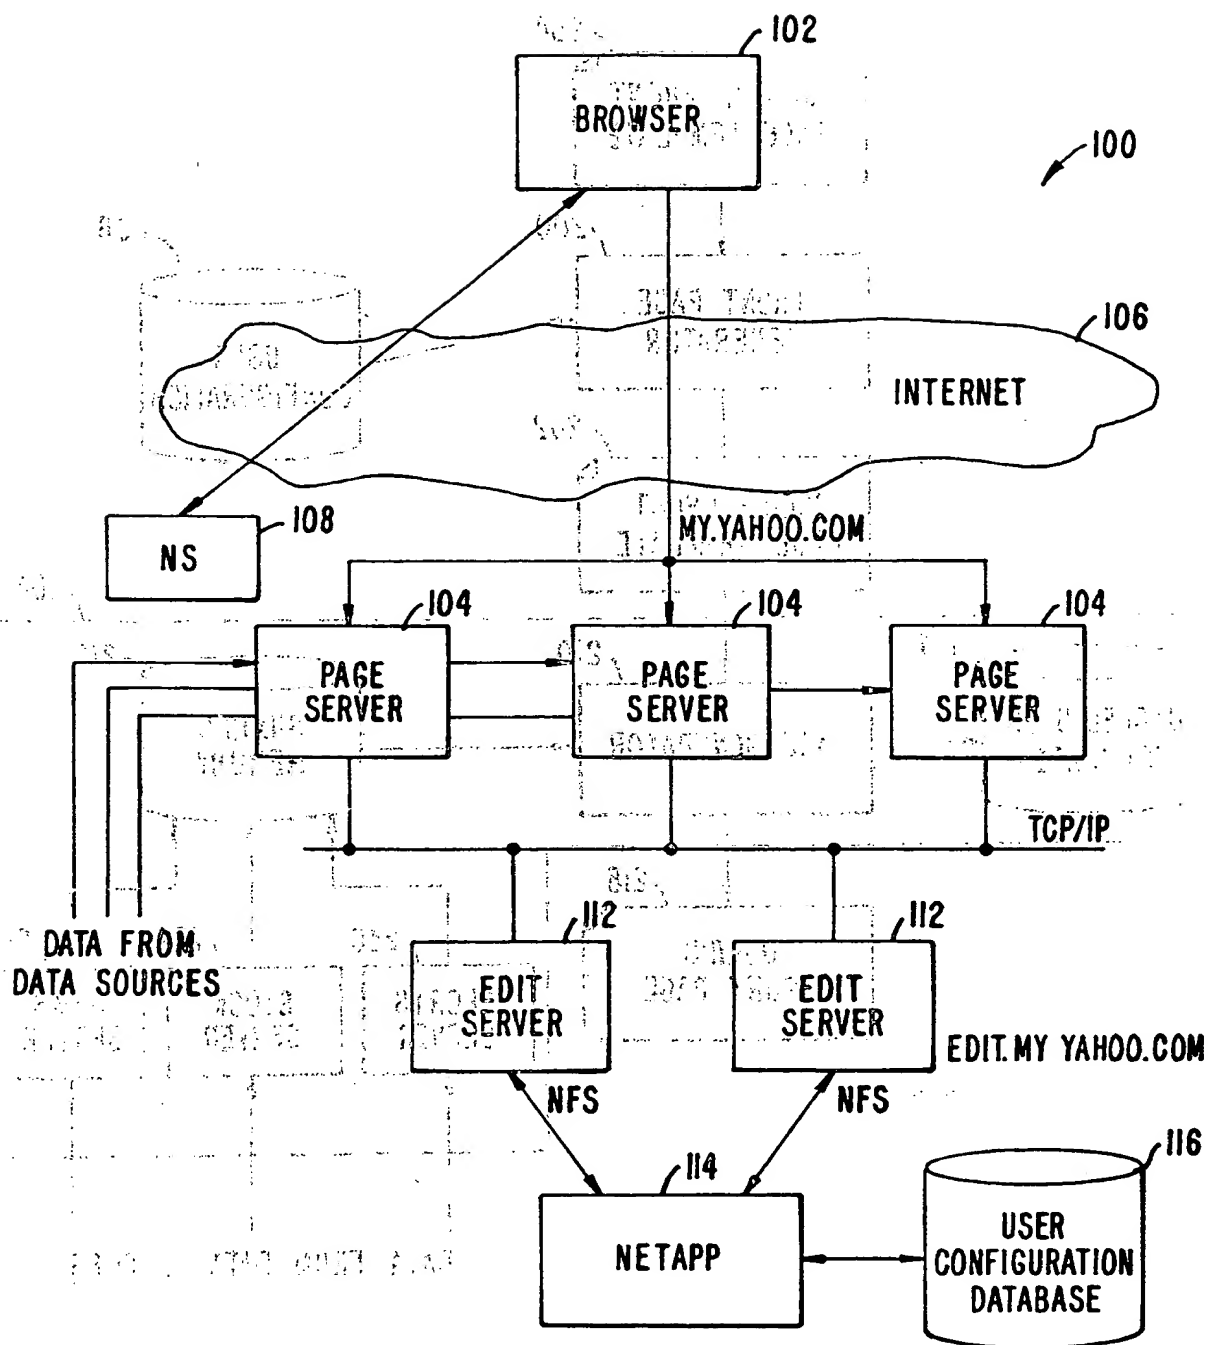 102
BROWSER
100
106
INTERNET
108
NS
MY.YAHOO.COM
104
104
104
PAGE
SERVER
PAGE
SERVER
PAGE
SERVER
TCP/IP
DATA FROM
DATA SOURCES
112
112
EDIT
SERVER
EDIT
SERVER
EDIT.MY YAHOO.COM
NFS
NFS
114
116
NETAPP
USER
CONFIGURATION
DATABASE